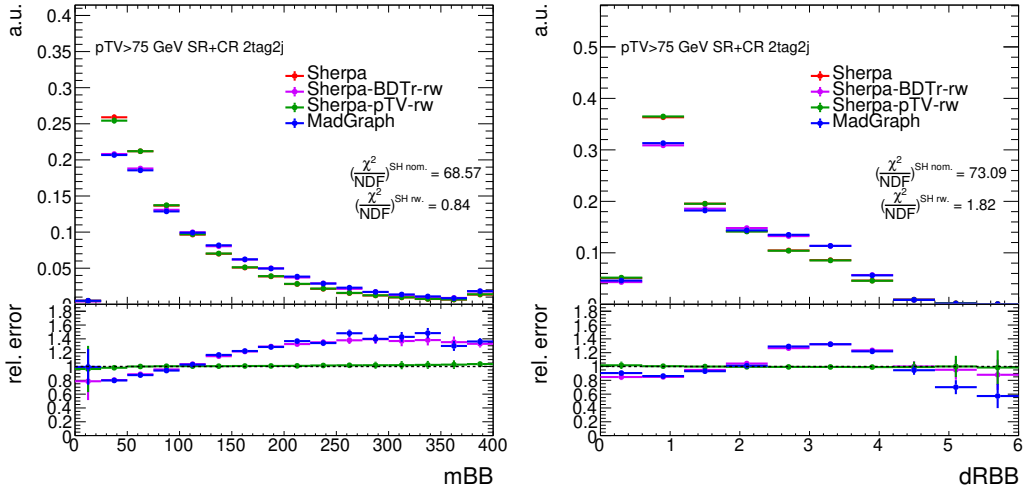 a.u.
0.4
0.35
0.3
0.25
0.2
0.15
0.1
0.05
0
pTV>75 GeV SR+CR 2tag2j
Sherpa
Sherpa-BDTr-rw
Sherpa-pTV-rw
MadGraph
(χ²/NDF)^SH nom. = 68.57
(χ²/NDF)^SH rw. = 0.84
rel. error
1.8
1.6
1.4
1.2
1
0.8
0.6
0.4
0.2
0
0 50 100 150 200 250 300 350 400
mBB
a.u.
0.5
0.4
0.3
0.2
0.1
0
pTV>75 GeV SR+CR 2tag2j
Sherpa
Sherpa-BDTr-rw
Sherpa-pTV-rw
MadGraph
(χ²/NDF)^SH nom. = 73.09
(χ²/NDF)^SH rw. = 1.82
rel. error
1.8
1.6
1.4
1.2
1
0.8
0.6
0.4
0.2
0
0 1 2 3 4 5 6
dRBB